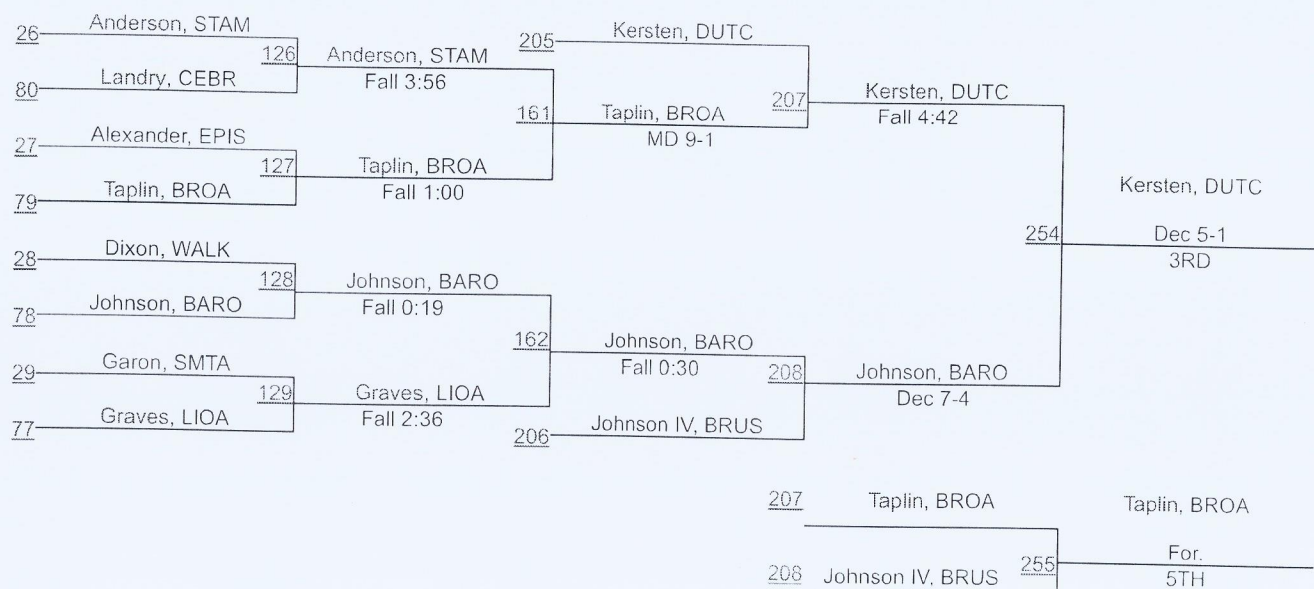 26 Anderson, STAM
126
80 Landry, CEBR
Anderson, STAM
Fall 3:56
27 Alexander, EPIS
127
79 Taplin, BROA
Taplin, BROA
Fall 1:00
161
28 Dixon, WALK
128
78 Johnson, BARO
Johnson, BARO
Fall 0:19
29 Garon, SMTA
129
77 Graves, LIOA
Graves, LIOA
Fall 2:36
162
205 Kersten, DUTC
Taplin, BROA
MD 9-1
207
Johnson, BARO
Fall 0:30
208
206 Johnson IV, BRUS
Kersten, DUTC
Fall 4:42
Johnson, BARO
Dec 7-4
254
Kersten, DUTC
Dec 5-1
3RD
207 Taplin, BROA
208 Johnson IV, BRUS
255
Taplin, BROA
For.
5TH